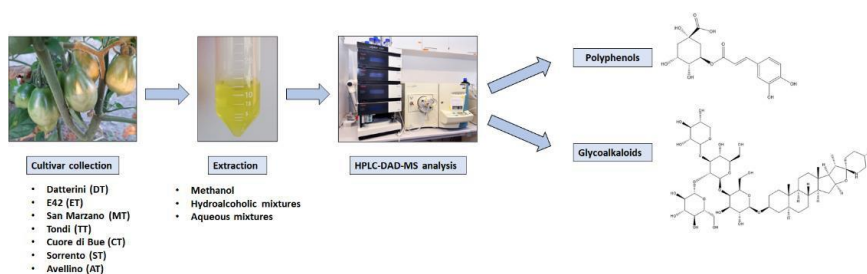 Cultivar collection
• Datterini (DT)
• E42 (ET)
• San Marzano (MT)
• Tondi (TT)
• Cuore di Bue (CT)
• Sorrento (ST)
• Avellino (AT)
Extraction
• Methanol
• Hydroalcoholic mixtures
• Aqueous mixtures
HPLC-DAD-MS analysis
Polyphenols
Glycoalkaloids